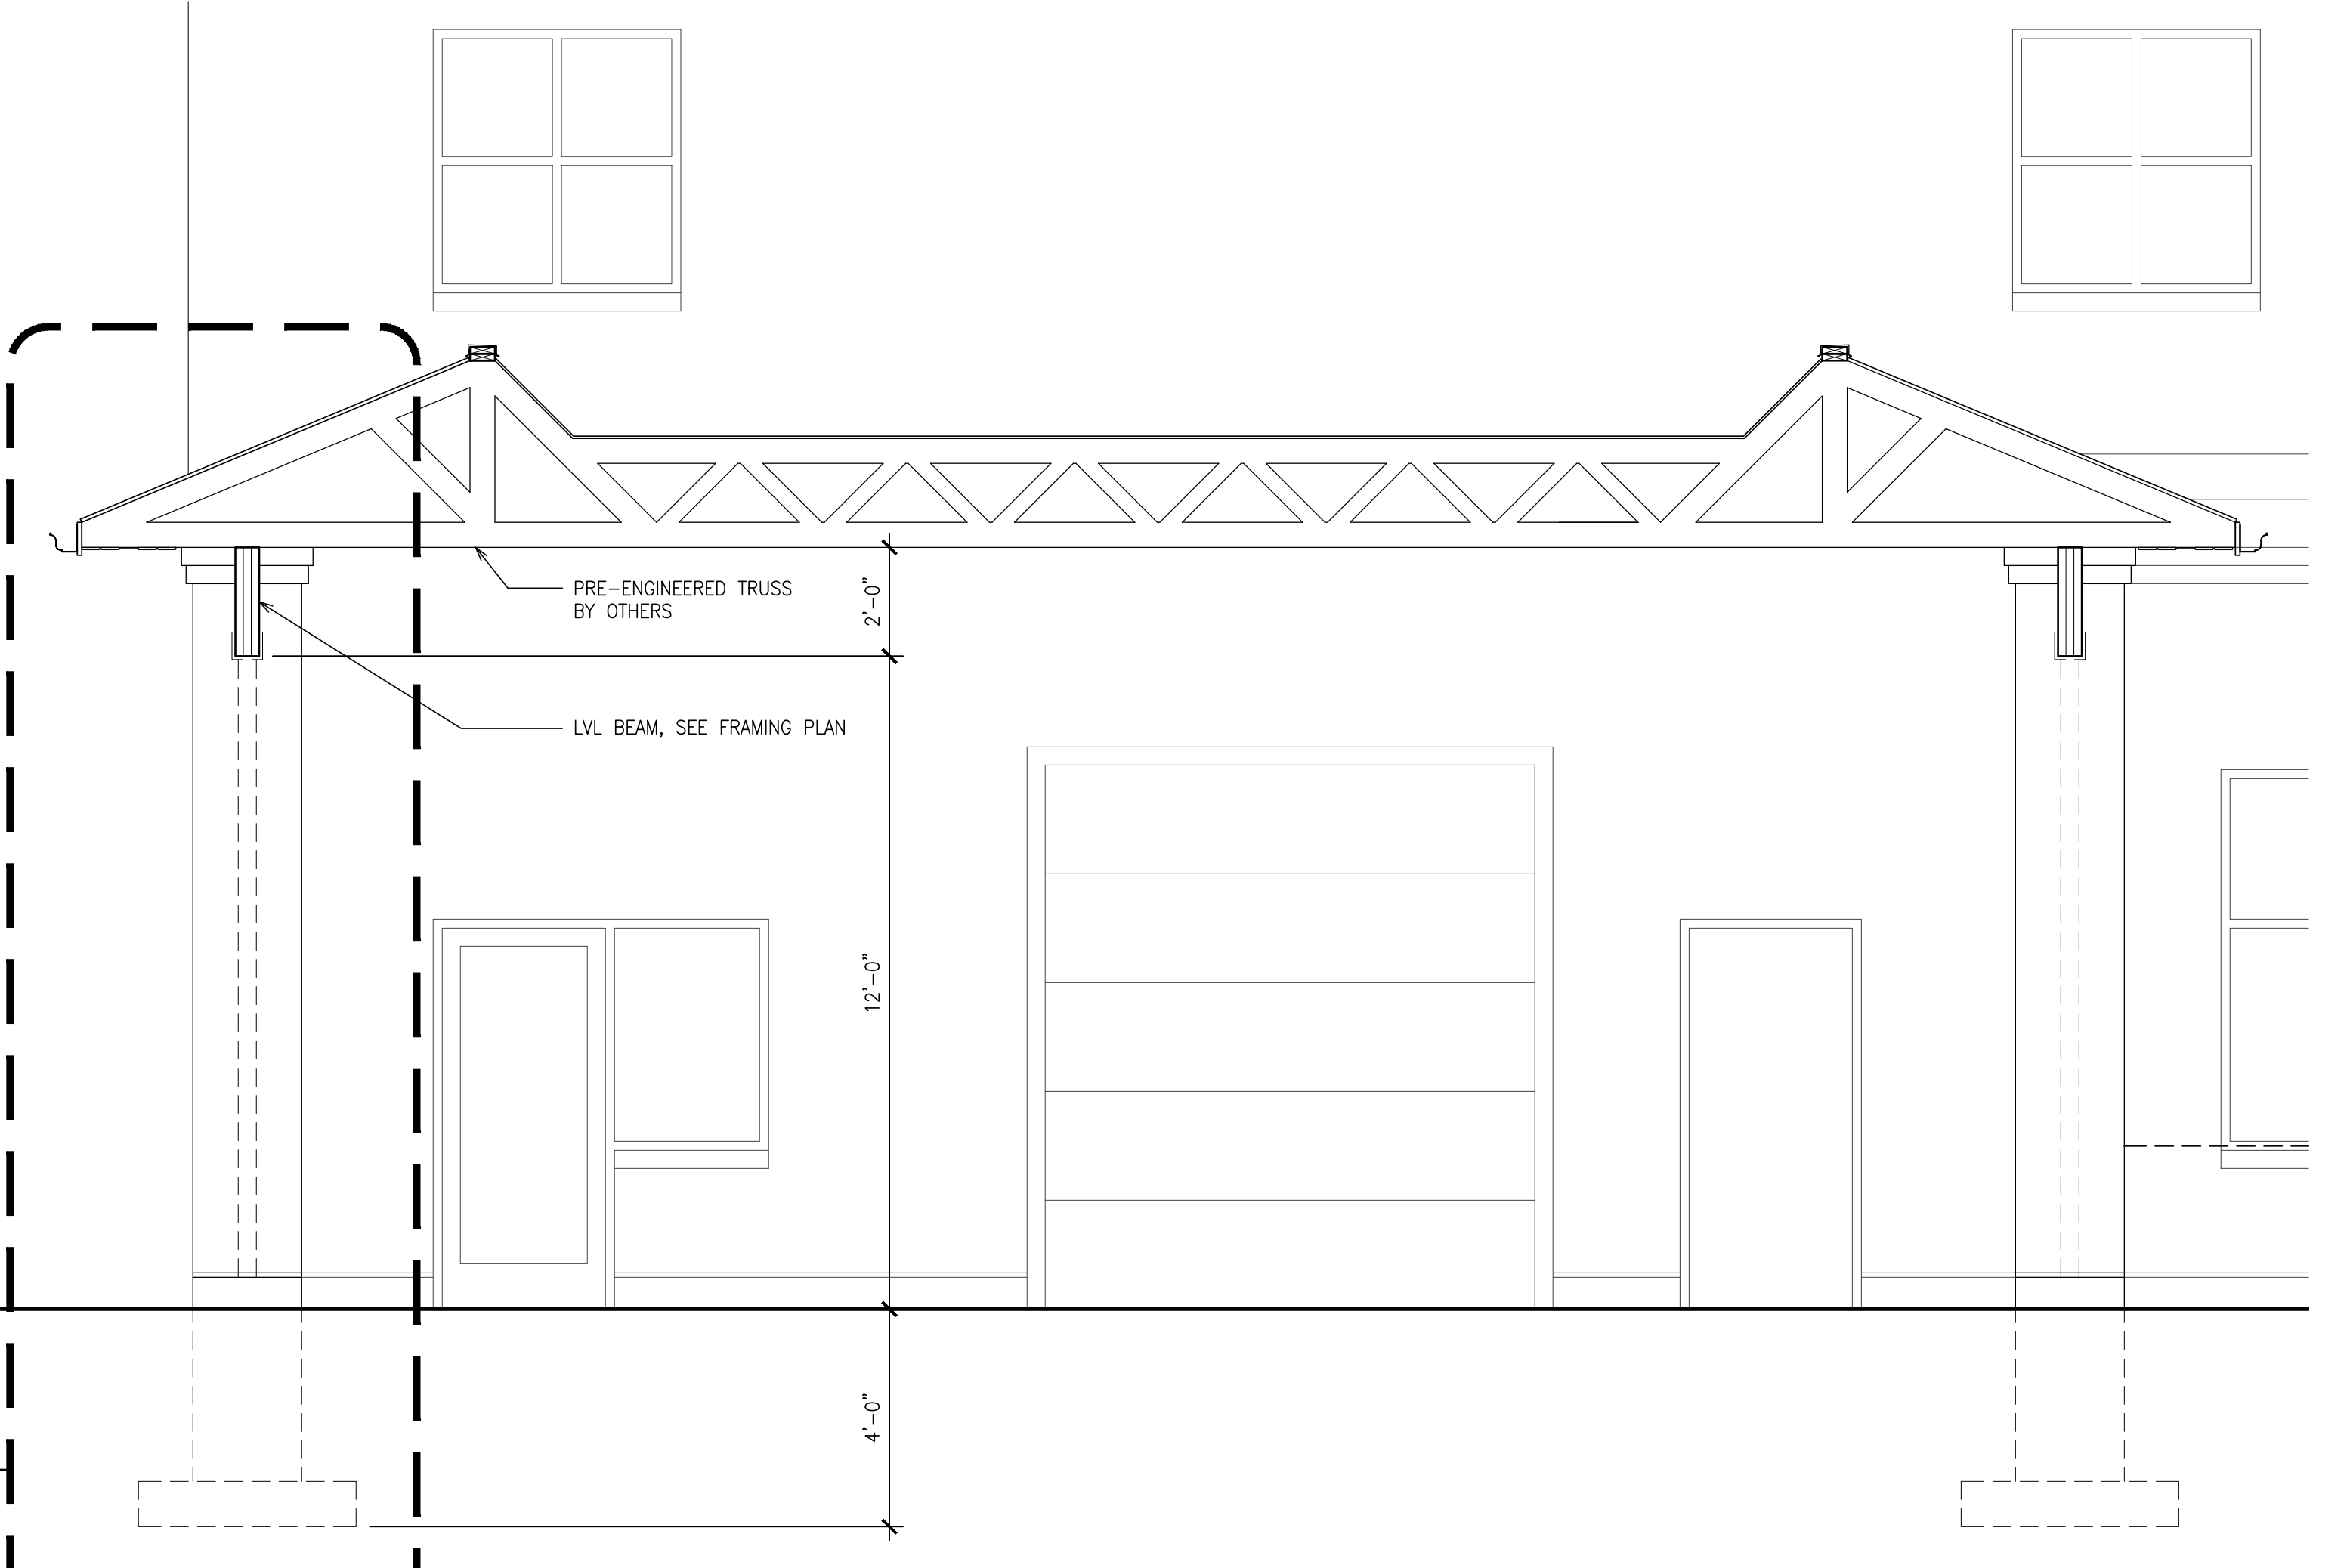 PRE-ENGINEERED TRUSS
BY OTHERS
2'-0"
LVL BEAM, SEE FRAMING PLAN
12'-0"
4'-0"